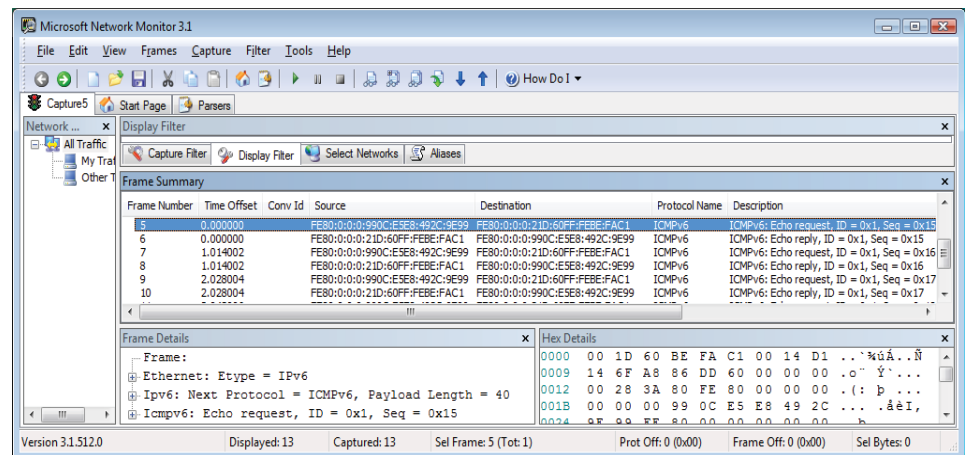 Microsoft Network Monitor 3.1
File Edit View Frames Capture Filter Tools Help
How Do I
Capture5 Start Page Parsers
Network ... x Display Filter x
All Traffic
My Traf
Other T
Capture Filter Display Filter Select Networks Aliases
Frame Summary x
Frame Number Time Offset Conv Id Source Destination Protocol Name Description
5 0.000000 FE80:0:0:0:990C:E5E8:492C:9E99 FE80:0:0:0:21D:60FF:FEBE:FAC1 ICMPv6 ICMPv6: Echo request, ID = 0x1, Seq = 0x15
6 0.000000 FE80:0:0:0:21D:60FF:FEBE:FAC1 FE80:0:0:0:990C:E5E8:492C:9E99 ICMPv6 ICMPv6: Echo reply, ID = 0x1, Seq = 0x15
7 1.014002 FE80:0:0:0:990C:E5E8:492C:9E99 FE80:0:0:0:21D:60FF:FEBE:FAC1 ICMPv6 ICMPv6: Echo request, ID = 0x1, Seq = 0x16
8 1.014002 FE80:0:0:0:21D:60FF:FEBE:FAC1 FE80:0:0:0:990C:E5E8:492C:9E99 ICMPv6 ICMPv6: Echo reply, ID = 0x1, Seq = 0x16
9 2.028004 FE80:0:0:0:990C:E5E8:492C:9E99 FE80:0:0:0:21D:60FF:FEBE:FAC1 ICMPv6 ICMPv6: Echo request, ID = 0x1, Seq = 0x17
10 2.028004 FE80:0:0:0:21D:60FF:FEBE:FAC1 FE80:0:0:0:990C:E5E8:492C:9E99 ICMPv6 ICMPv6: Echo reply, ID = 0x1, Seq = 0x17
Frame Details x
Frame:
Ethernet: Etype = IPv6
Ipv6: Next Protocol = ICMPv6, Payload Length = 40
Icmpv6: Echo request, ID = 0x1, Seq = 0x15
Hex Details x
0000 00 1D 60 BE FA C1 00 14 D1 ..`¾úÁ..Ñ
0009 14 6F A8 86 DD 60 00 00 00 .o¨ Ý`...
0012 00 28 3A 80 FE 80 00 00 00 .(: þ ...
001B 00 00 00 99 0C E5 E8 49 2C ... .åèI,
0024 9E 99 FE 80 00 00 00 00 00
Version 3.1.512.0 Displayed: 13 Captured: 13 Sel Frame: 5 (Tot: 1) Prot Off: 0 (0x00) Frame Off: 0 (0x00) Sel Bytes: 0